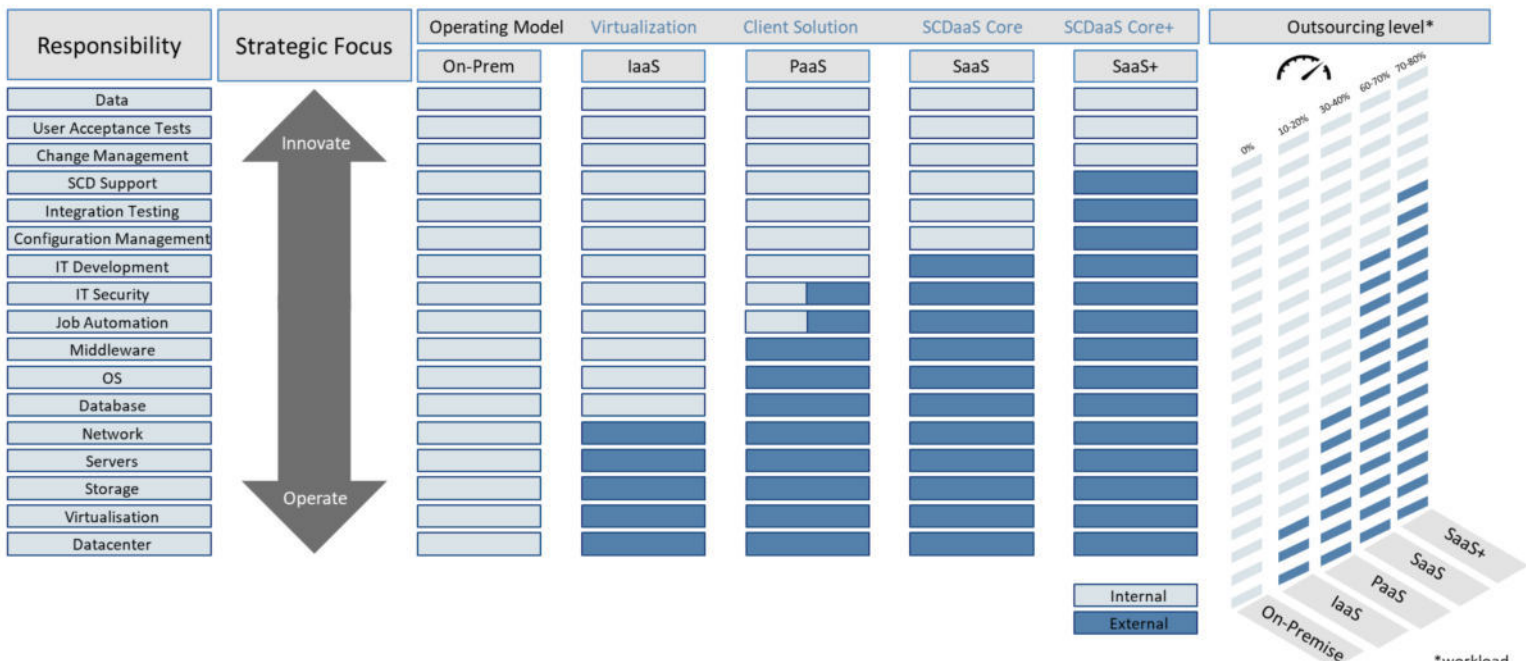 Responsibility
Strategic Focus
Operating Model Virtualization Client Solution SCDaaS Core SCDaaS Core+
Outsourcing level*
On-Prem IaaS PaaS SaaS SaaS+
0% 10-20% 30-40% 60-70% 70-80%
Data
User Acceptance Tests
Innovate
Change Management
SCD Support
Integration Testing
Configuration Management
IT Development
IT Security
Job Automation
Middleware
OS
Database
Network
Servers
Storage
Operate
Virtualisation
Datacenter
Internal
External
On-Premise
IaaS
PaaS
SaaS
SaaS+
*workload